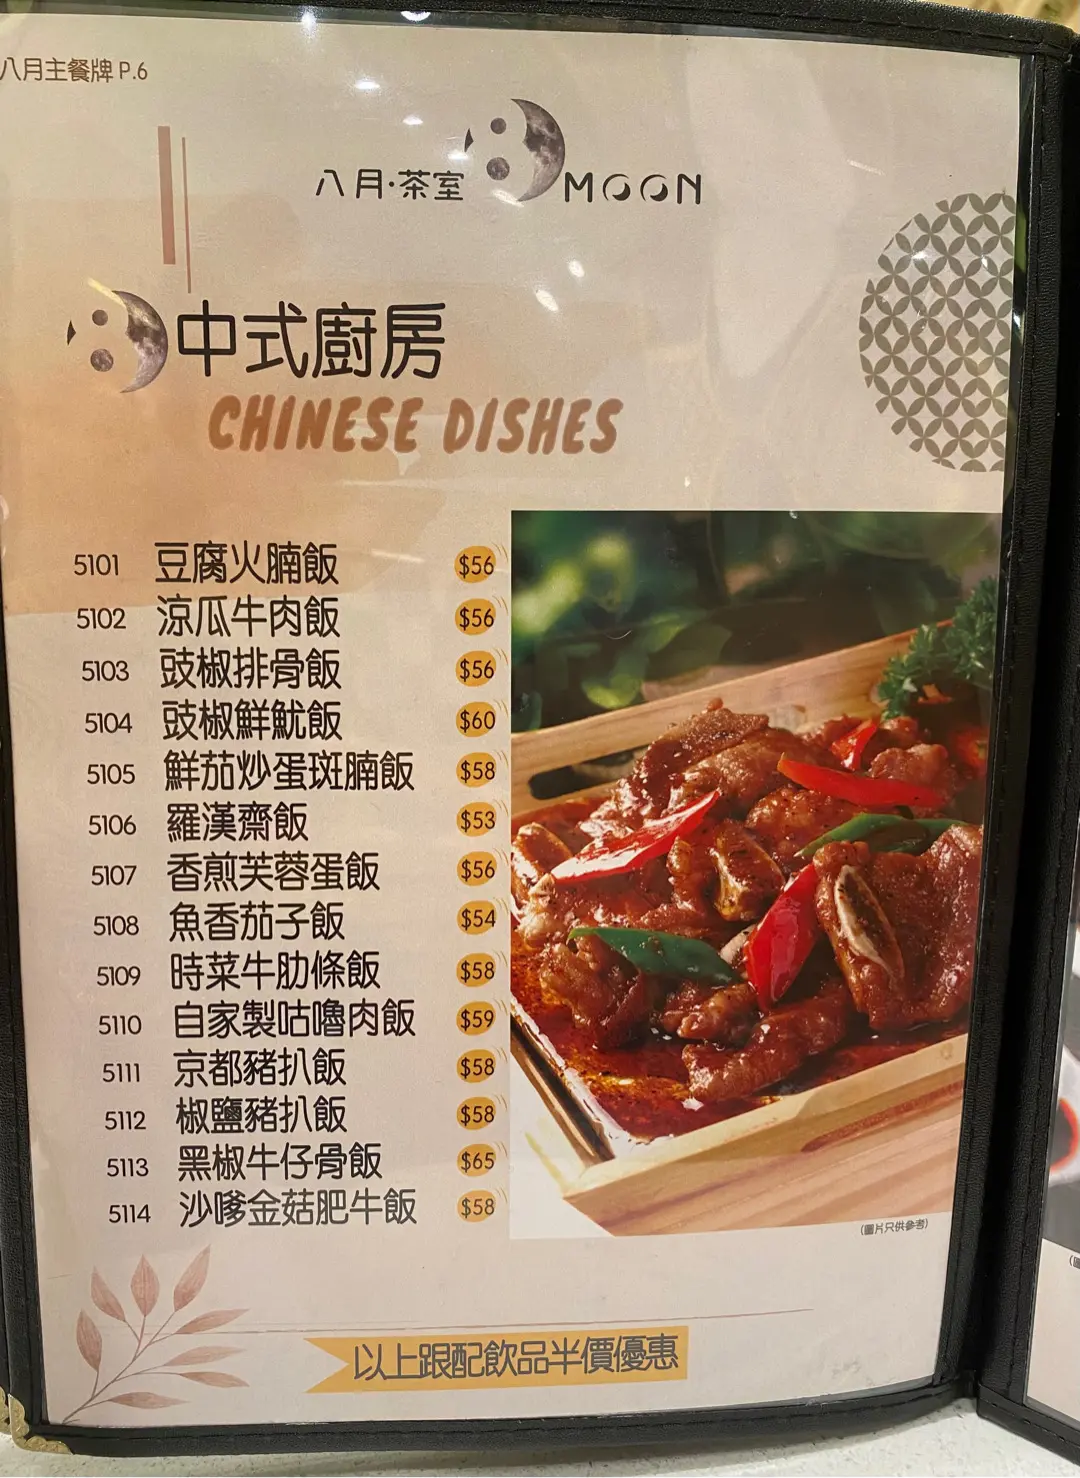 八月主餐牌 P.6
八月·茶室 MOON
中式廚房
CHINESE DISHES
5101 豆腐火腩飯 $56
5102 涼瓜牛肉飯 $56
5103 豉椒排骨飯 $56
5104 豉椒鮮魷飯 $60
5105 鮮茄炒蛋斑腩飯 $58
5106 羅漢齋飯 $53
5107 香煎芙蓉蛋飯 $56
5108 魚香茄子飯 $54
5109 時菜牛肋條飯 $58
5110 自家製咕嚕肉飯 $59
5111 京都豬扒飯 $58
5112 椒鹽豬扒飯 $58
5113 黑椒牛仔骨飯 $65
5114 沙嗲金菇肥牛飯 $58
(圖片只供參考)
以上跟配飲品半價優惠